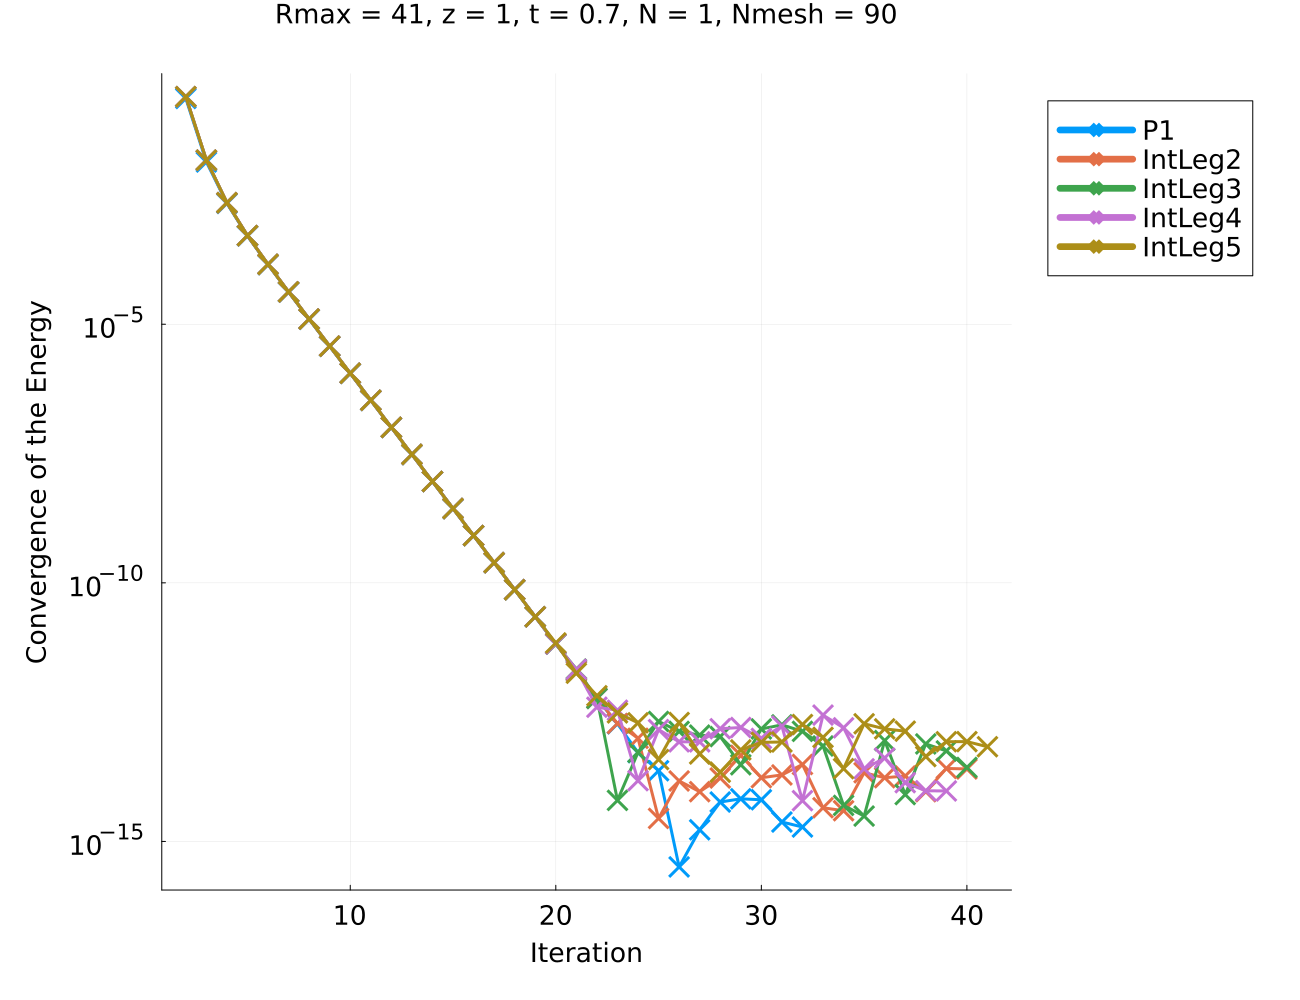 Rmax = 41, z = 1, t = 0.7, N = 1, Nmesh = 90
P1
IntLeg2
IntLeg3
IntLeg4
IntLeg5
Convergence of the Energy
10⁻⁵
10⁻¹⁰
10⁻¹⁵
10 20 30 40
Iteration